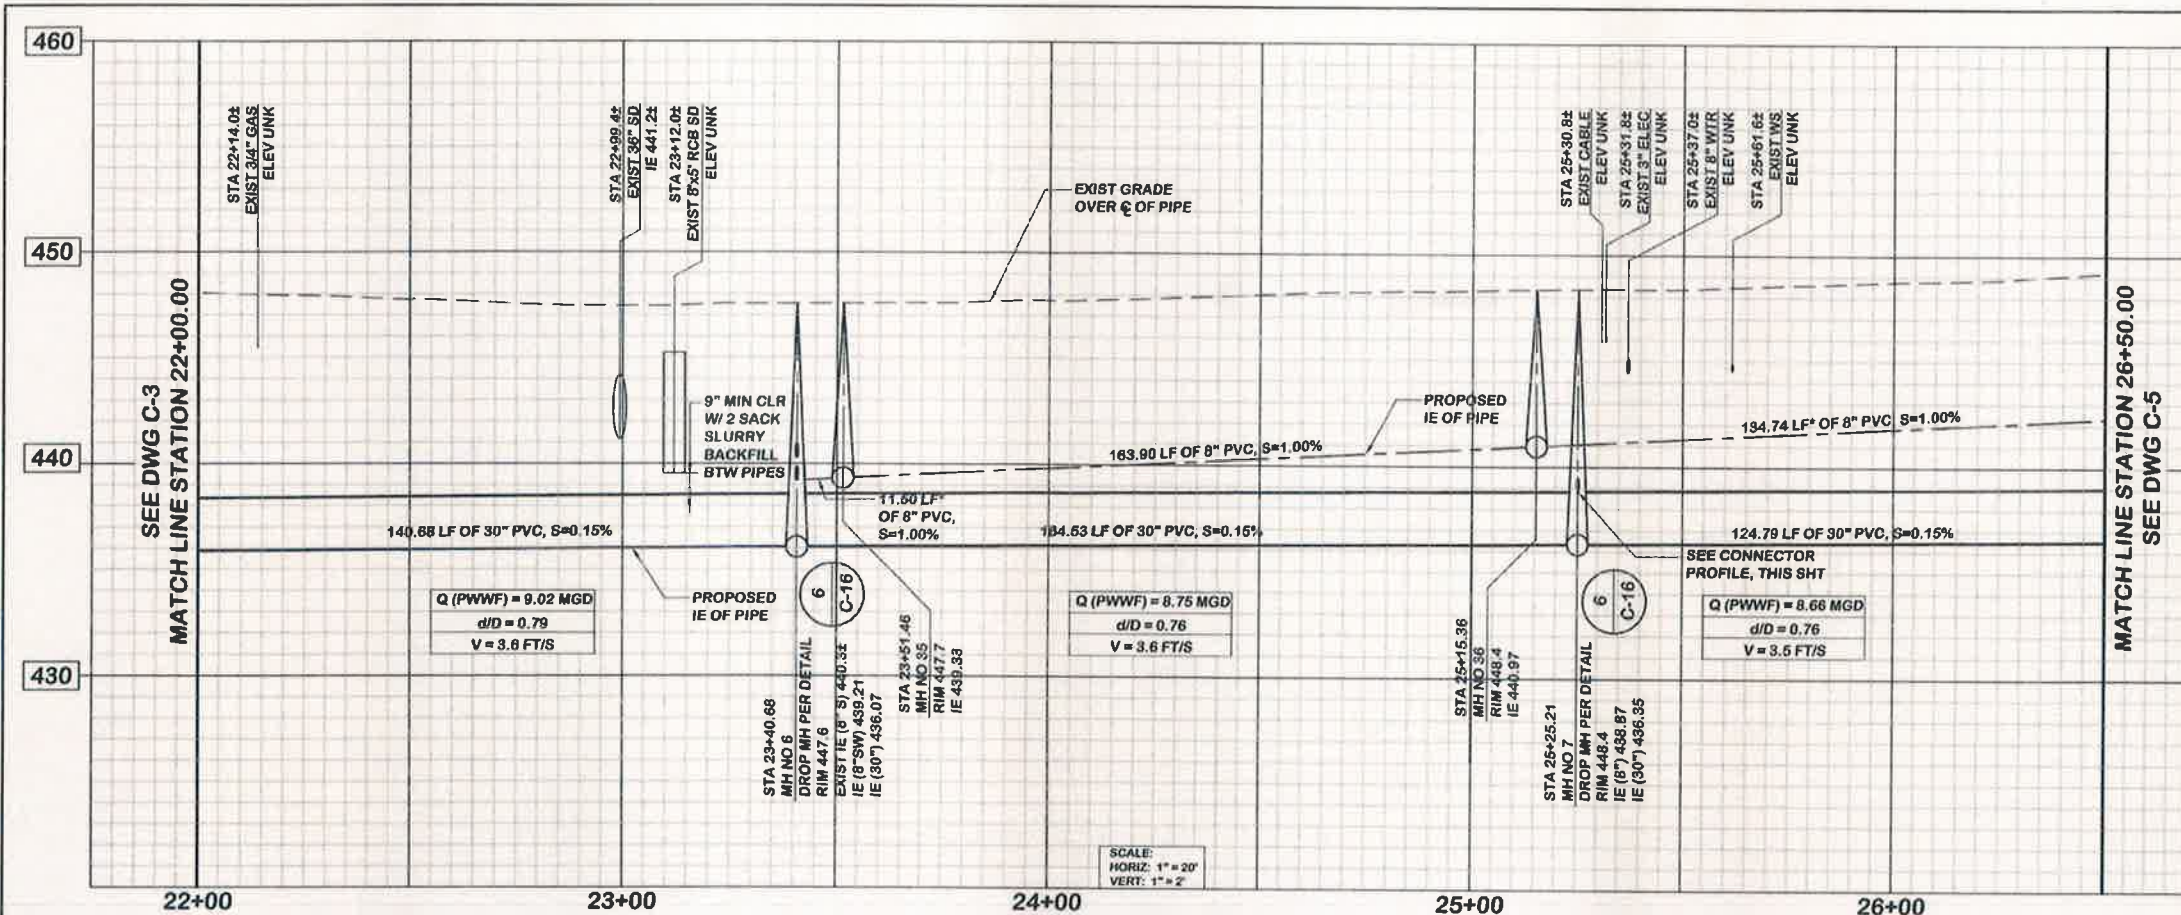 460
450
440
430
SEE DWG C-3
MATCH LINE STATION 22+00.00
STA 22+14.0±
EXIST 3/4" GAS
ELEV UNK
STA 22+99.4±
EXIST 36" SD
IE 441.2±
STA 23+12.0±
EXIST 8'x5' RCB SD
ELEV UNK
EXIST GRADE
OVER ℄ OF PIPE
STA 25+30.8±
EXIST CABLE
ELEV UNK
STA 25+31.8±
EXIST 3" ELEC
ELEV UNK
STA 25+37.0±
EXIST 8" WTR
ELEV UNK
STA 25+61.6±
EXIST WS
ELEV UNK
9" MIN CLR
W/ 2 SACK
SLURRY
BACKFILL
BTW PIPES
PROPOSED
IE OF PIPE
163.90 LF OF 8" PVC, S=1.00%
134.74 LF* OF 8" PVC, S=1.00%
11.50 LF*
OF 8" PVC,
S=1.00%
140.68 LF OF 30" PVC, S=0.15%
184.53 LF OF 30" PVC, S=0.15%
124.79 LF OF 30" PVC, S=0.15%
SEE CONNECTOR
PROFILE, THIS SHT
PROPOSED
IE OF PIPE
6
C-16
6
C-16
Q (PWWF) = 9.02 MGD
d/D = 0.79
V = 3.6 FT/S
Q (PWWF) = 8.75 MGD
d/D = 0.76
V = 3.6 FT/S
Q (PWWF) = 8.66 MGD
d/D = 0.76
V = 3.5 FT/S
STA 23+40.68
MH NO 6
DROP MH PER DETAIL
RIM 447.6
EXIST IE (8" S) 440.3±
IE (8" SW) 439.21
IE (30") 436.07
STA 23+51.46
MH NO 35
RIM 447.7
IE 439.33
STA 25+15.36
MH NO 36
RIM 448.4
IE 440.97
STA 25+25.21
MH NO 7
DROP MH PER DETAIL
RIM 448.4
IE (8") 438.87
IE (30") 436.35
MATCH LINE STATION 26+50.00
SEE DWG C-5
SCALE:
HORIZ: 1" = 20'
VERT: 1" = 2'
22+00
23+00
24+00
25+00
26+00